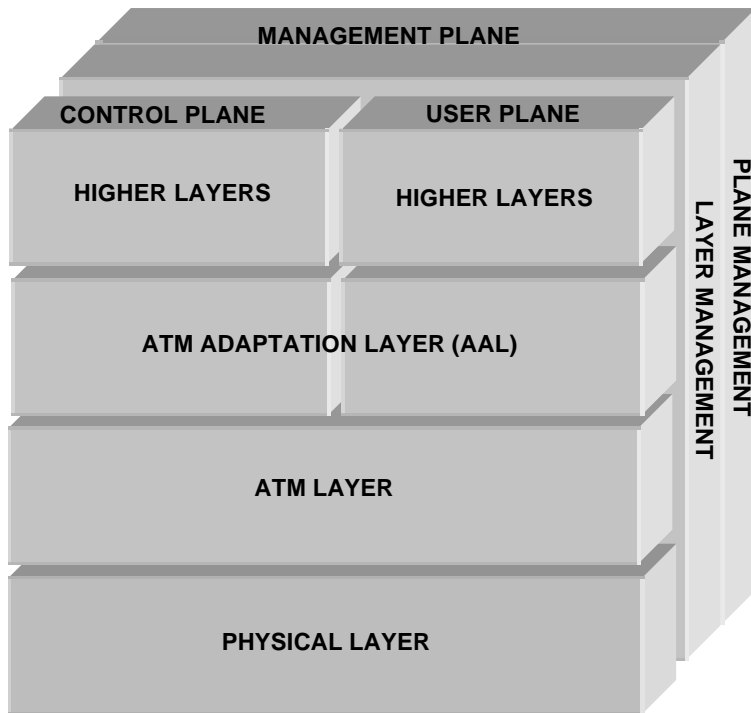 MANAGEMENT PLANE
CONTROL PLANE
USER PLANE
HIGHER LAYERS
HIGHER LAYERS
ATM ADAPTATION LAYER (AAL)
ATM LAYER
PHYSICAL LAYER
LAYER MANAGEMENT
PLANE MANAGEMENT